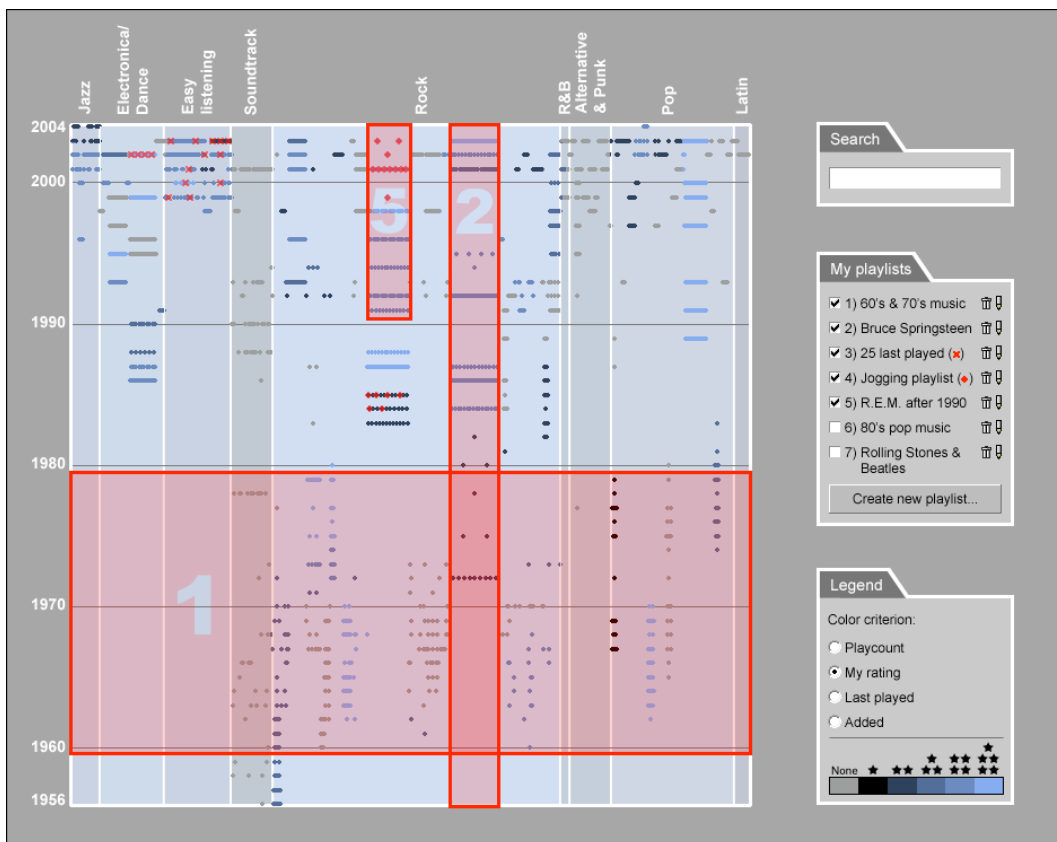 Jazz
Electronica/
Dance
Easy
listening
Soundtrack
Rock
R&B
Alternative
& Punk
Pop
Latin
2004
2000
1990
1980
1970
1960
1956
5
2
1
Search
My playlists
1) 60's & 70's music
2) Bruce Springsteen
3) 25 last played (×)
4) Jogging playlist (♦)
5) R.E.M. after 1990
6) 80's pop music
7) Rolling Stones &
Beatles
Create new playlist...
Legend
Color criterion:
Playcount
My rating
Last played
Added
None